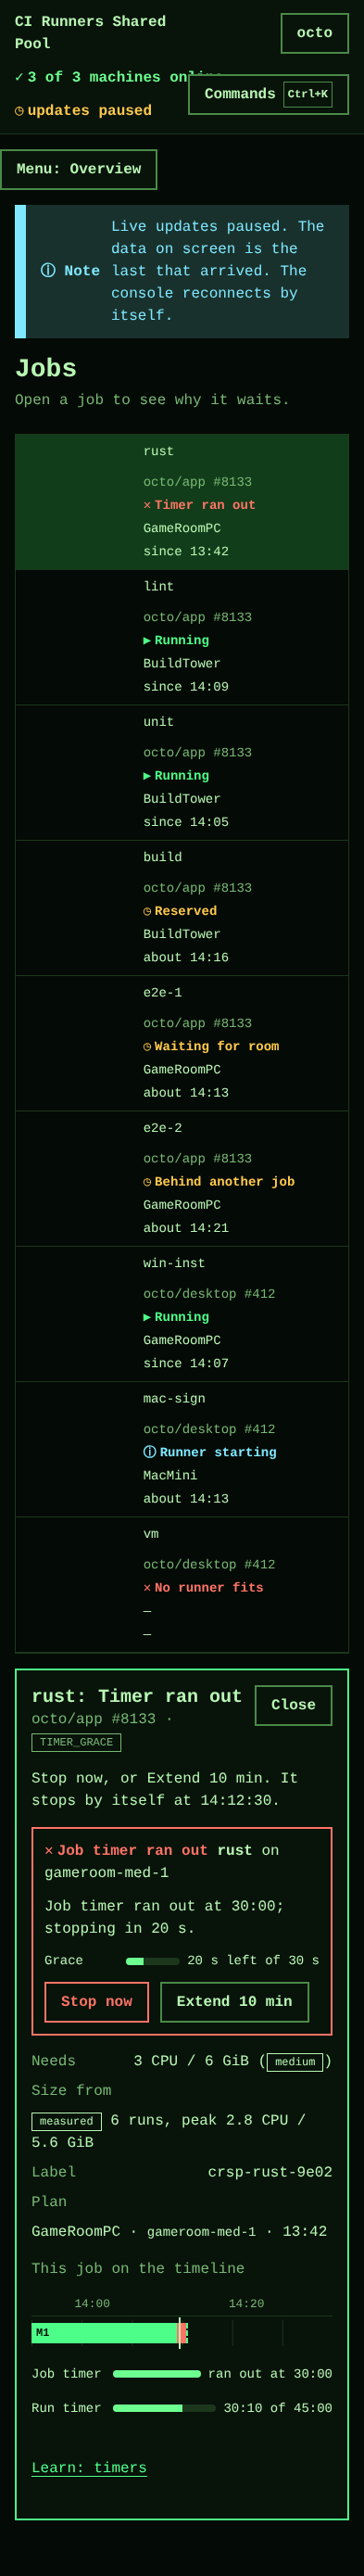 CI Runners Shared
Pool
octo
✓ 3 of 3 machines
Commands Ctrl+K
◷ updates paused
Menu: Overview
ⓘ Note
Live updates paused. The
data on screen is the
last that arrived. The
console reconnects by
itself.
Jobs
Open a job to see why it waits.
rust
octo/app #8133
× Timer ran out
GameRoomPC
since 13:42
lint
octo/app #8133
▶ Running
BuildTower
since 14:09
unit
octo/app #8133
▶ Running
BuildTower
since 14:05
build
octo/app #8133
◷ Reserved
BuildTower
about 14:16
e2e-1
octo/app #8133
◷ Waiting for room
GameRoomPC
about 14:13
e2e-2
octo/app #8133
◷ Behind another job
GameRoomPC
about 14:21
win-inst
octo/desktop #412
▶ Running
GameRoomPC
since 14:07
mac-sign
octo/desktop #412
ⓘ Runner starting
MacMini
about 14:13
vm
octo/desktop #412
× No runner fits
—
—
rust: Timer ran out
Close
octo/app #8133 ·
TIMER_GRACE
Stop now, or Extend 10 min. It
stops by itself at 14:12:30.
× Job timer ran out rust on
gameroom-med-1
Job timer ran out at 30:00;
stopping in 20 s.
Grace 20 s left of 30 s
Stop now Extend 10 min
Needs 3 CPU / 6 GiB (medium)
Size from
measured 6 runs, peak 2.8 CPU /
5.6 GiB
Label crsp-rust-9e02
Plan
GameRoomPC · gameroom-med-1 · 13:42
This job on the timeline
14:00 14:20
M1
Job timer ran out at 30:00
Run timer 30:10 of 45:00
Learn: timers